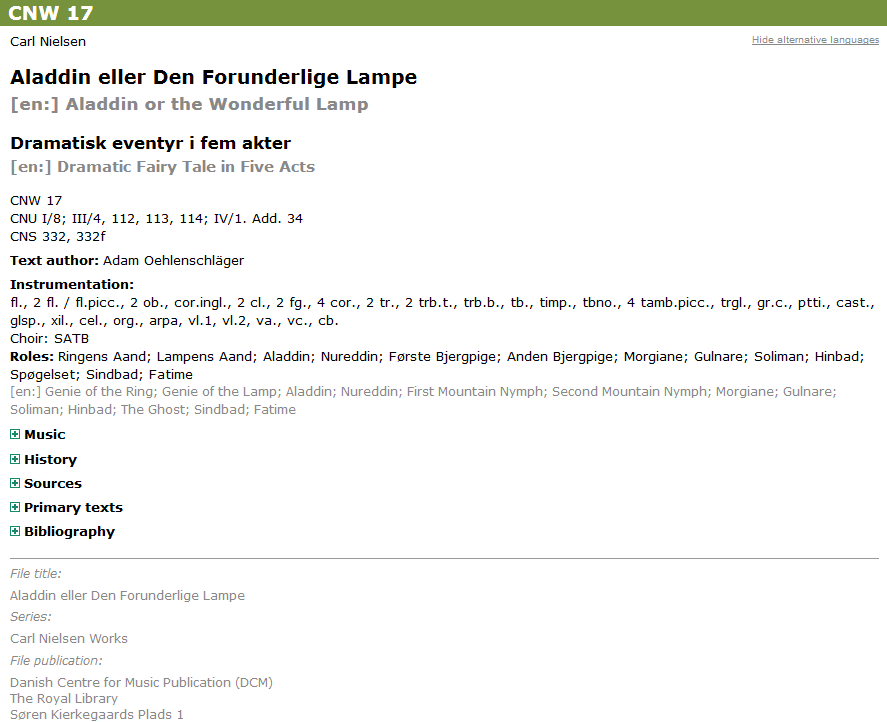 CNW 17
Carl Nielsen
Hide alternative languages
Aladdin eller Den Forunderlige Lampe
[en:] Aladdin or the Wonderful Lamp
Dramatisk eventyr i fem akter
[en:] Dramatic Fairy Tale in Five Acts
CNW 17
CNU I/8; III/4, 112, 113, 114; IV/1. Add. 34
CNS 332, 332f
Text author: Adam Oehlenschläger
Instrumentation:
fl., 2 fl. / fl.picc., 2 ob., cor.ingl., 2 cl., 2 fg., 4 cor., 2 tr., 2 trb.t., trb.b., tb., timp., tbno., 4 tamb.picc., trgl., gr.c., ptti., cast.,
glsp., xil., cel., org., arpa, vl.1, vl.2, va., vc., cb.
Choir: SATB
Roles: Ringens Aand; Lampens Aand; Aladdin; Nureddin; Første Bjergpige; Anden Bjergpige; Morgiane; Gulnare; Soliman; Hinbad;
Spøgelset; Sindbad; Fatime
[en:] Genie of the Ring; Genie of the Lamp; Aladdin; Nureddin; First Mountain Nymph; Second Mountain Nymph; Morgiane; Gulnare;
Soliman; Hinbad; The Ghost; Sindbad; Fatime
Music
History
Sources
Primary texts
Bibliography
File title:
Aladdin eller Den Forunderlige Lampe
Series:
Carl Nielsen Works
File publication:
Danish Centre for Music Publication (DCM)
The Royal Library
Søren Kierkegaards Plads 1